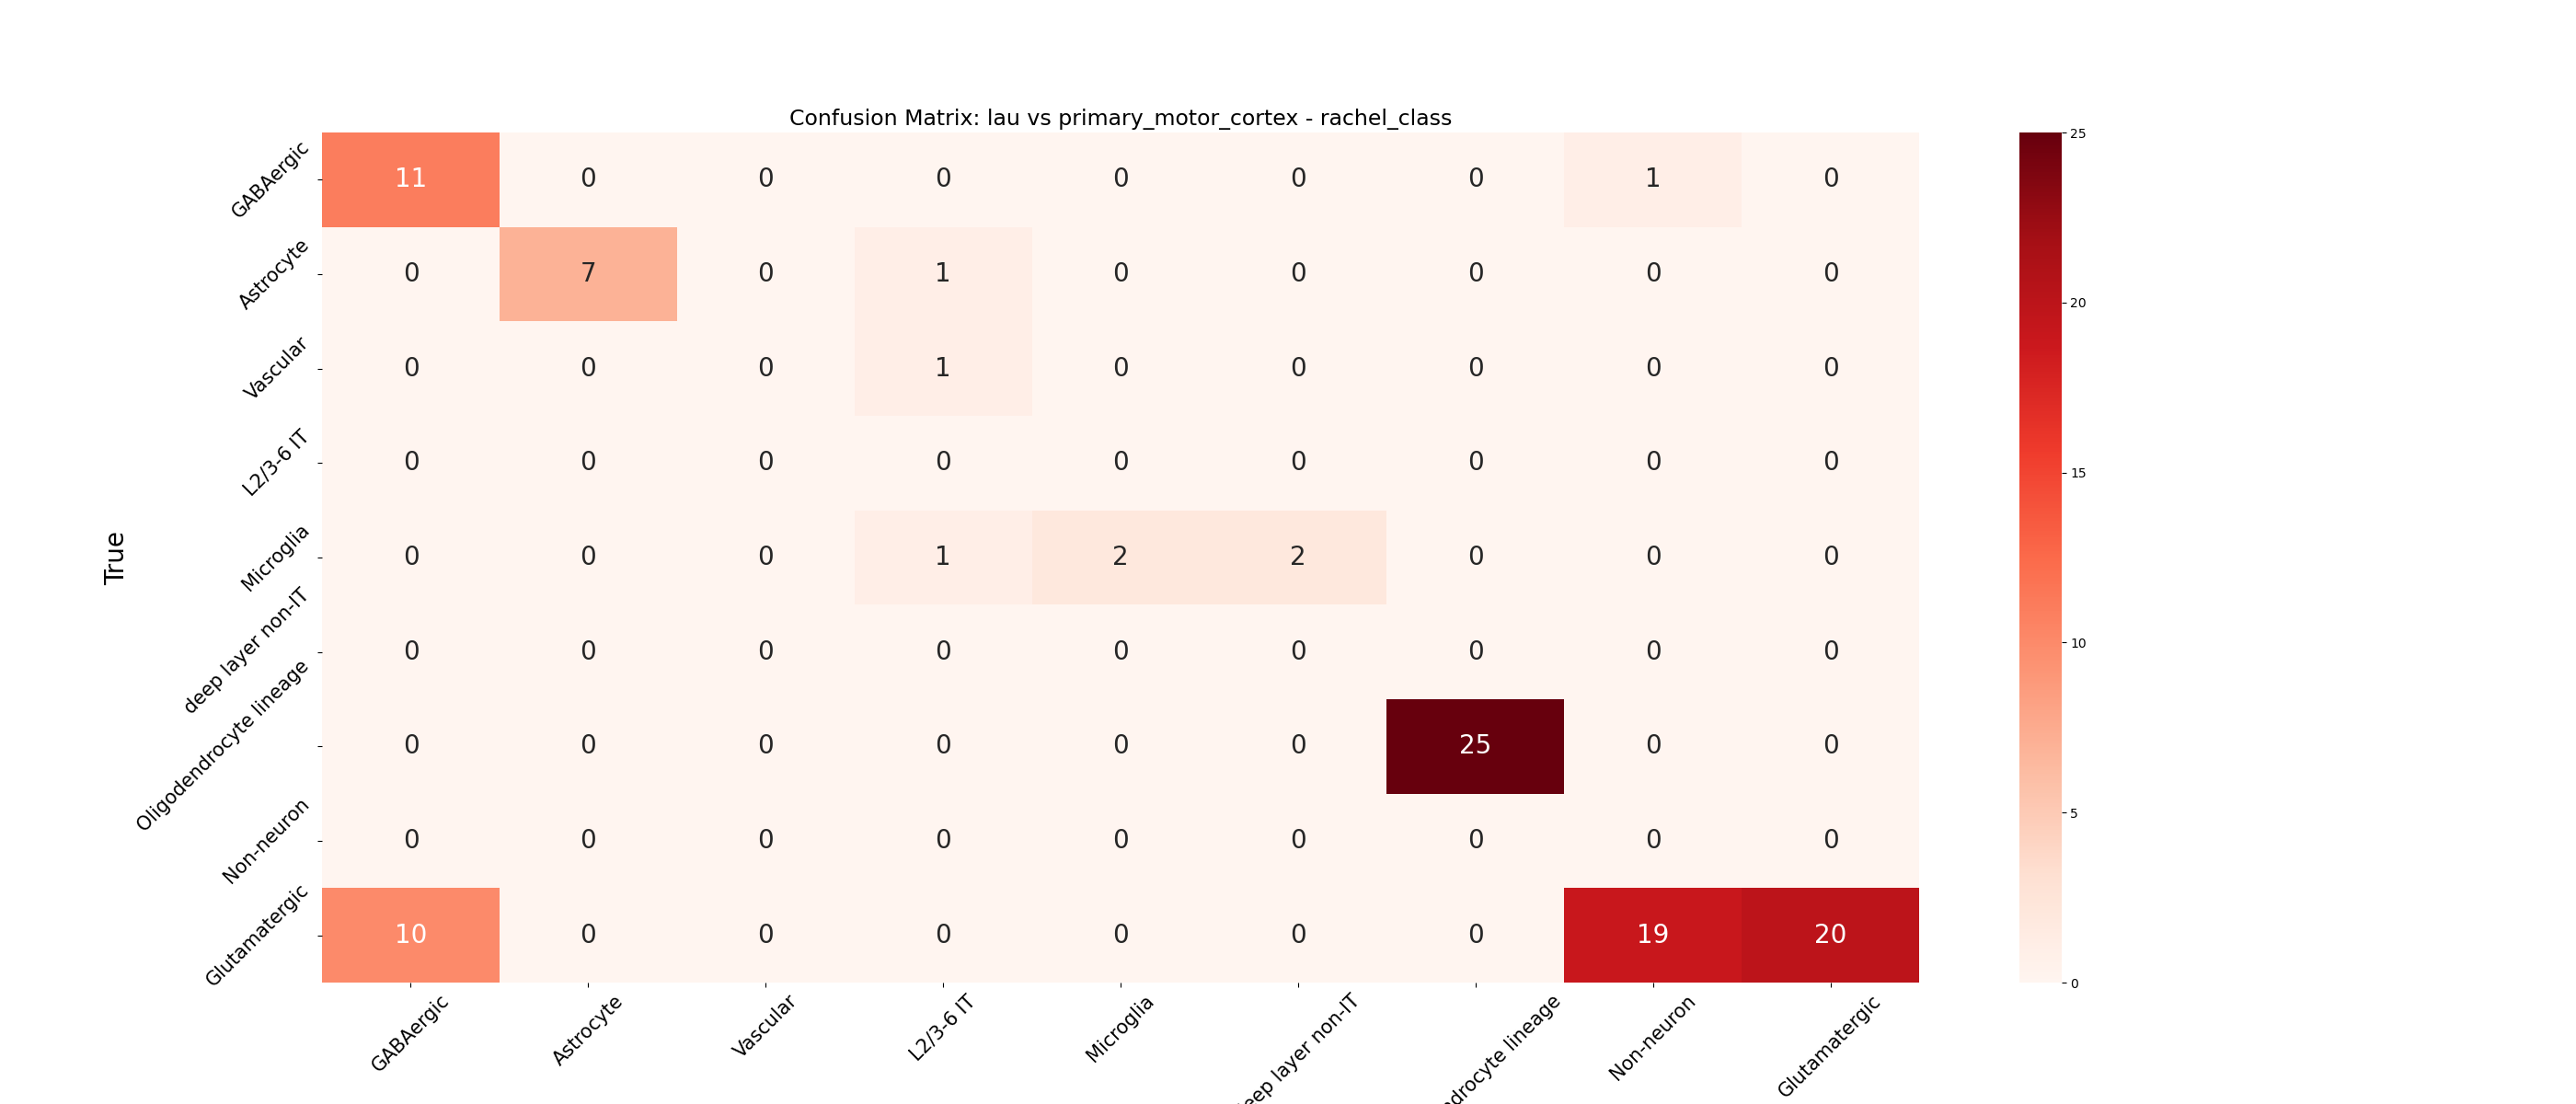 Confusion Matrix: lau vs primary_motor_cortex - rachel_class
True
GABAergic 11 0 0 0 0 0 0 1 0
Astrocyte 0 7 0 1 0 0 0 0 0
Vascular 0 0 0 1 0 0 0 0 0
L2/3-6 IT 0 0 0 0 0 0 0 0 0
Microglia 0 0 0 1 2 2 0 0 0
deep layer non-IT 0 0 0 0 0 0 0 0 0
Oligodendrocyte lineage 0 0 0 0 0 0 25 0 0
Non-neuron 0 0 0 0 0 0 0 0 0
Glutamatergic 10 0 0 0 0 0 0 19 20
GABAergic Astrocyte Vascular L2/3-6 IT Microglia layer non-IT lineage Non-neuron Glutamatergic
25
20
15
10
5
0